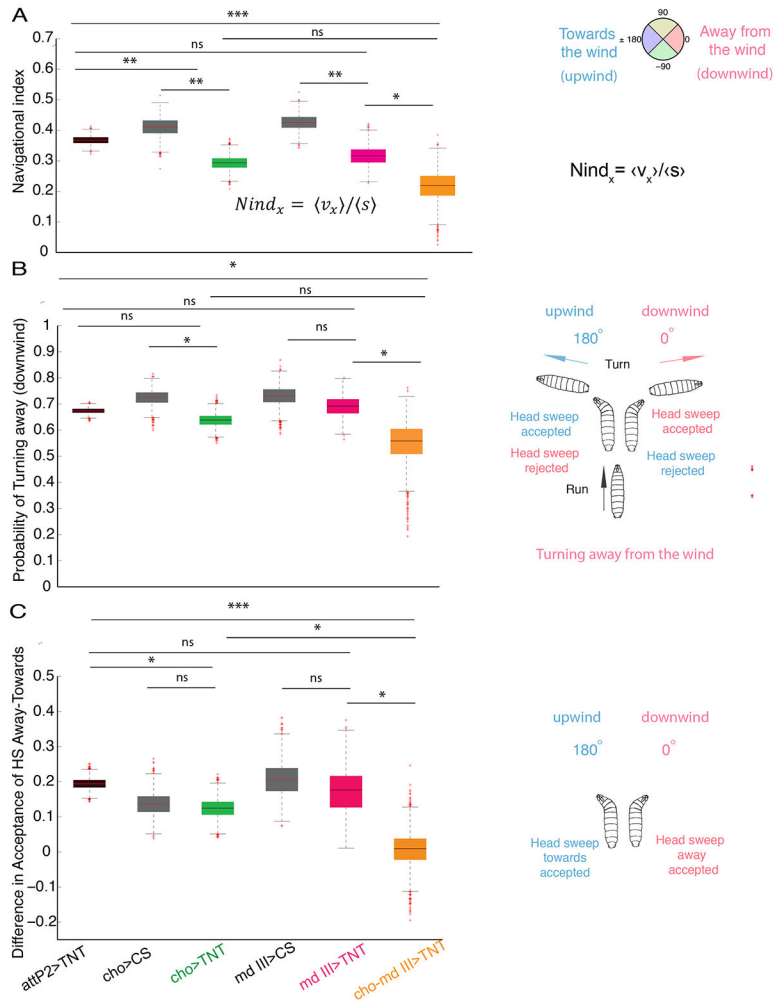 A
***
ns
ns
**
**
**
*
0.7
0.6
0.5
0.4
0.3
0.2
0.1
0
Navigational index
Nind_x = ⟨v_x⟩/⟨s⟩
Towards
the wind
(upwind)
90
± 180
0
−90
Away from
the wind
(downwind)
Nind_x= ‹v_x›/‹s›
B
*
ns
ns
ns
ns
*
*
1
0.9
0.8
0.7
0.6
0.5
0.4
0.3
0.2
0.1
0
Probability of Turning away (downwind)
upwind
downwind
180°
0°
Turn
Head sweep
accepted
Head sweep
accepted
Head sweep
rejected
Head sweep
rejected
Run
Turning away from the wind
C
***
*
ns
*
ns
ns
*
0.5
0.4
0.3
0.2
0.1
0
−0.1
−0.2
Difference in Acceptance of HS Away-Towards
attP2>TNT
cho>CS
cho>TNT
md III>CS
md III>TNT
cho-md III>TNT
upwind
downwind
180°
0°
Head sweep
towards
accepted
Head sweep
away
accepted